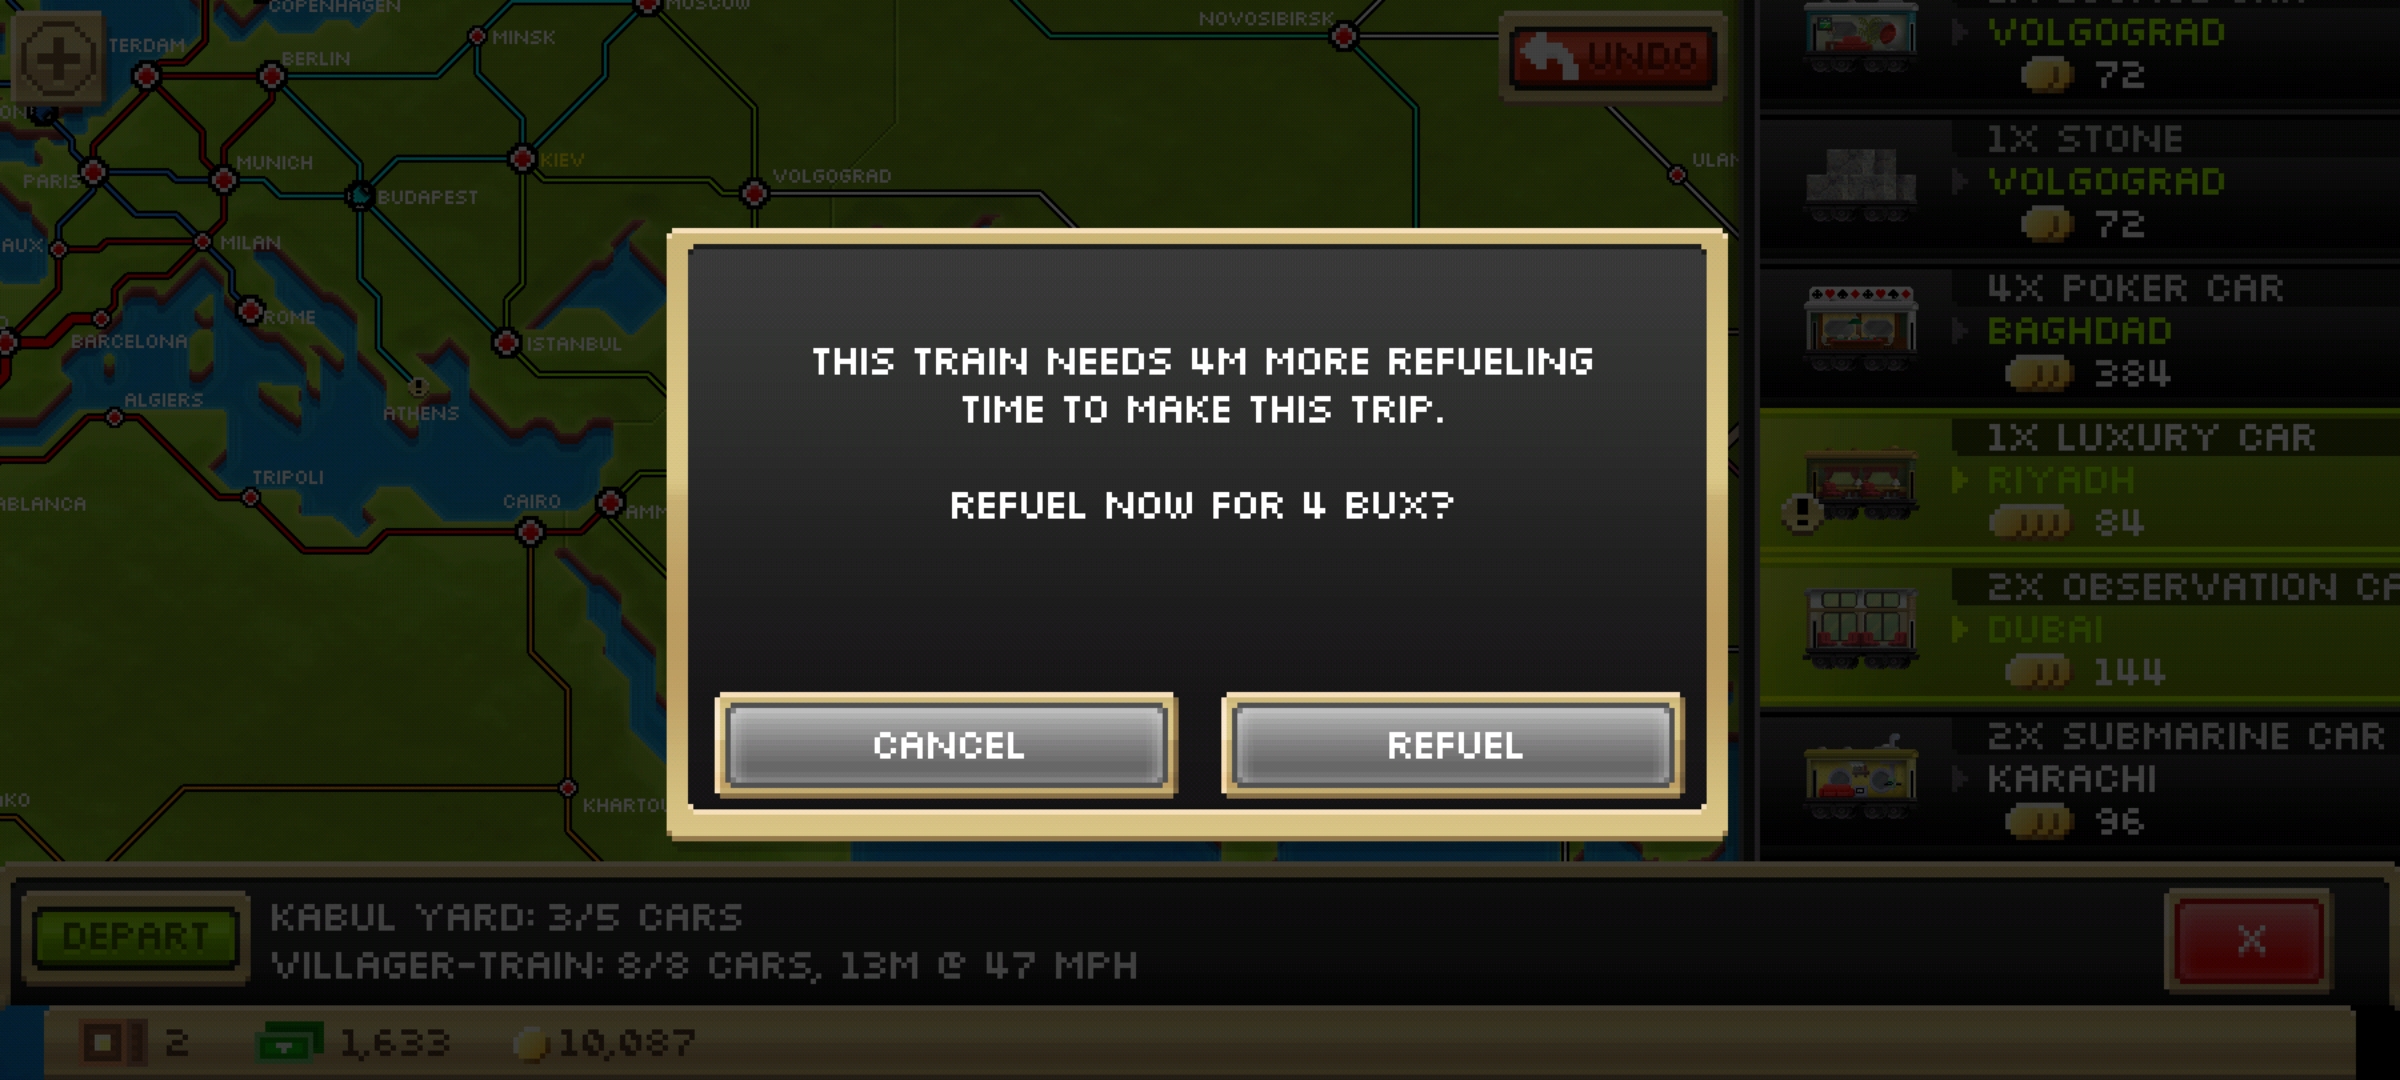 COPENHAGEN
MOSCOW
NOVOSIBIRSK
TERDAM
BERLIN
MINSK
UNDO
ON
MUNICH
KIEV
VOLGOGRAD
ULAN
PARIS
BUDAPEST
AUX
MILAN
ROME
BARCELONA
ISTANBUL
ALGIERS
ATHENS
TRIPOLI
CAIRO
ABLANCA
AMM
KHARTOU
AKO
THIS TRAIN NEEDS 4M MORE REFUELING
TIME TO MAKE THIS TRIP.
REFUEL NOW FOR 4 BUX?
CANCEL
REFUEL
VOLGOGRAD
72
1X STONE
VOLGOGRAD
72
4X POKER CAR
BAGHDAD
384
1X LUXURY CAR
RIYADH
84
2X OBSERVATION CA
DUBAI
144
2X SUBMARINE CAR
KARACHI
96
DEPART
KABUL YARD: 3/5 CARS
VILLAGER-TRAIN: 8/8 CARS, 13M @ 47 MPH
X
2
1,633
10,087